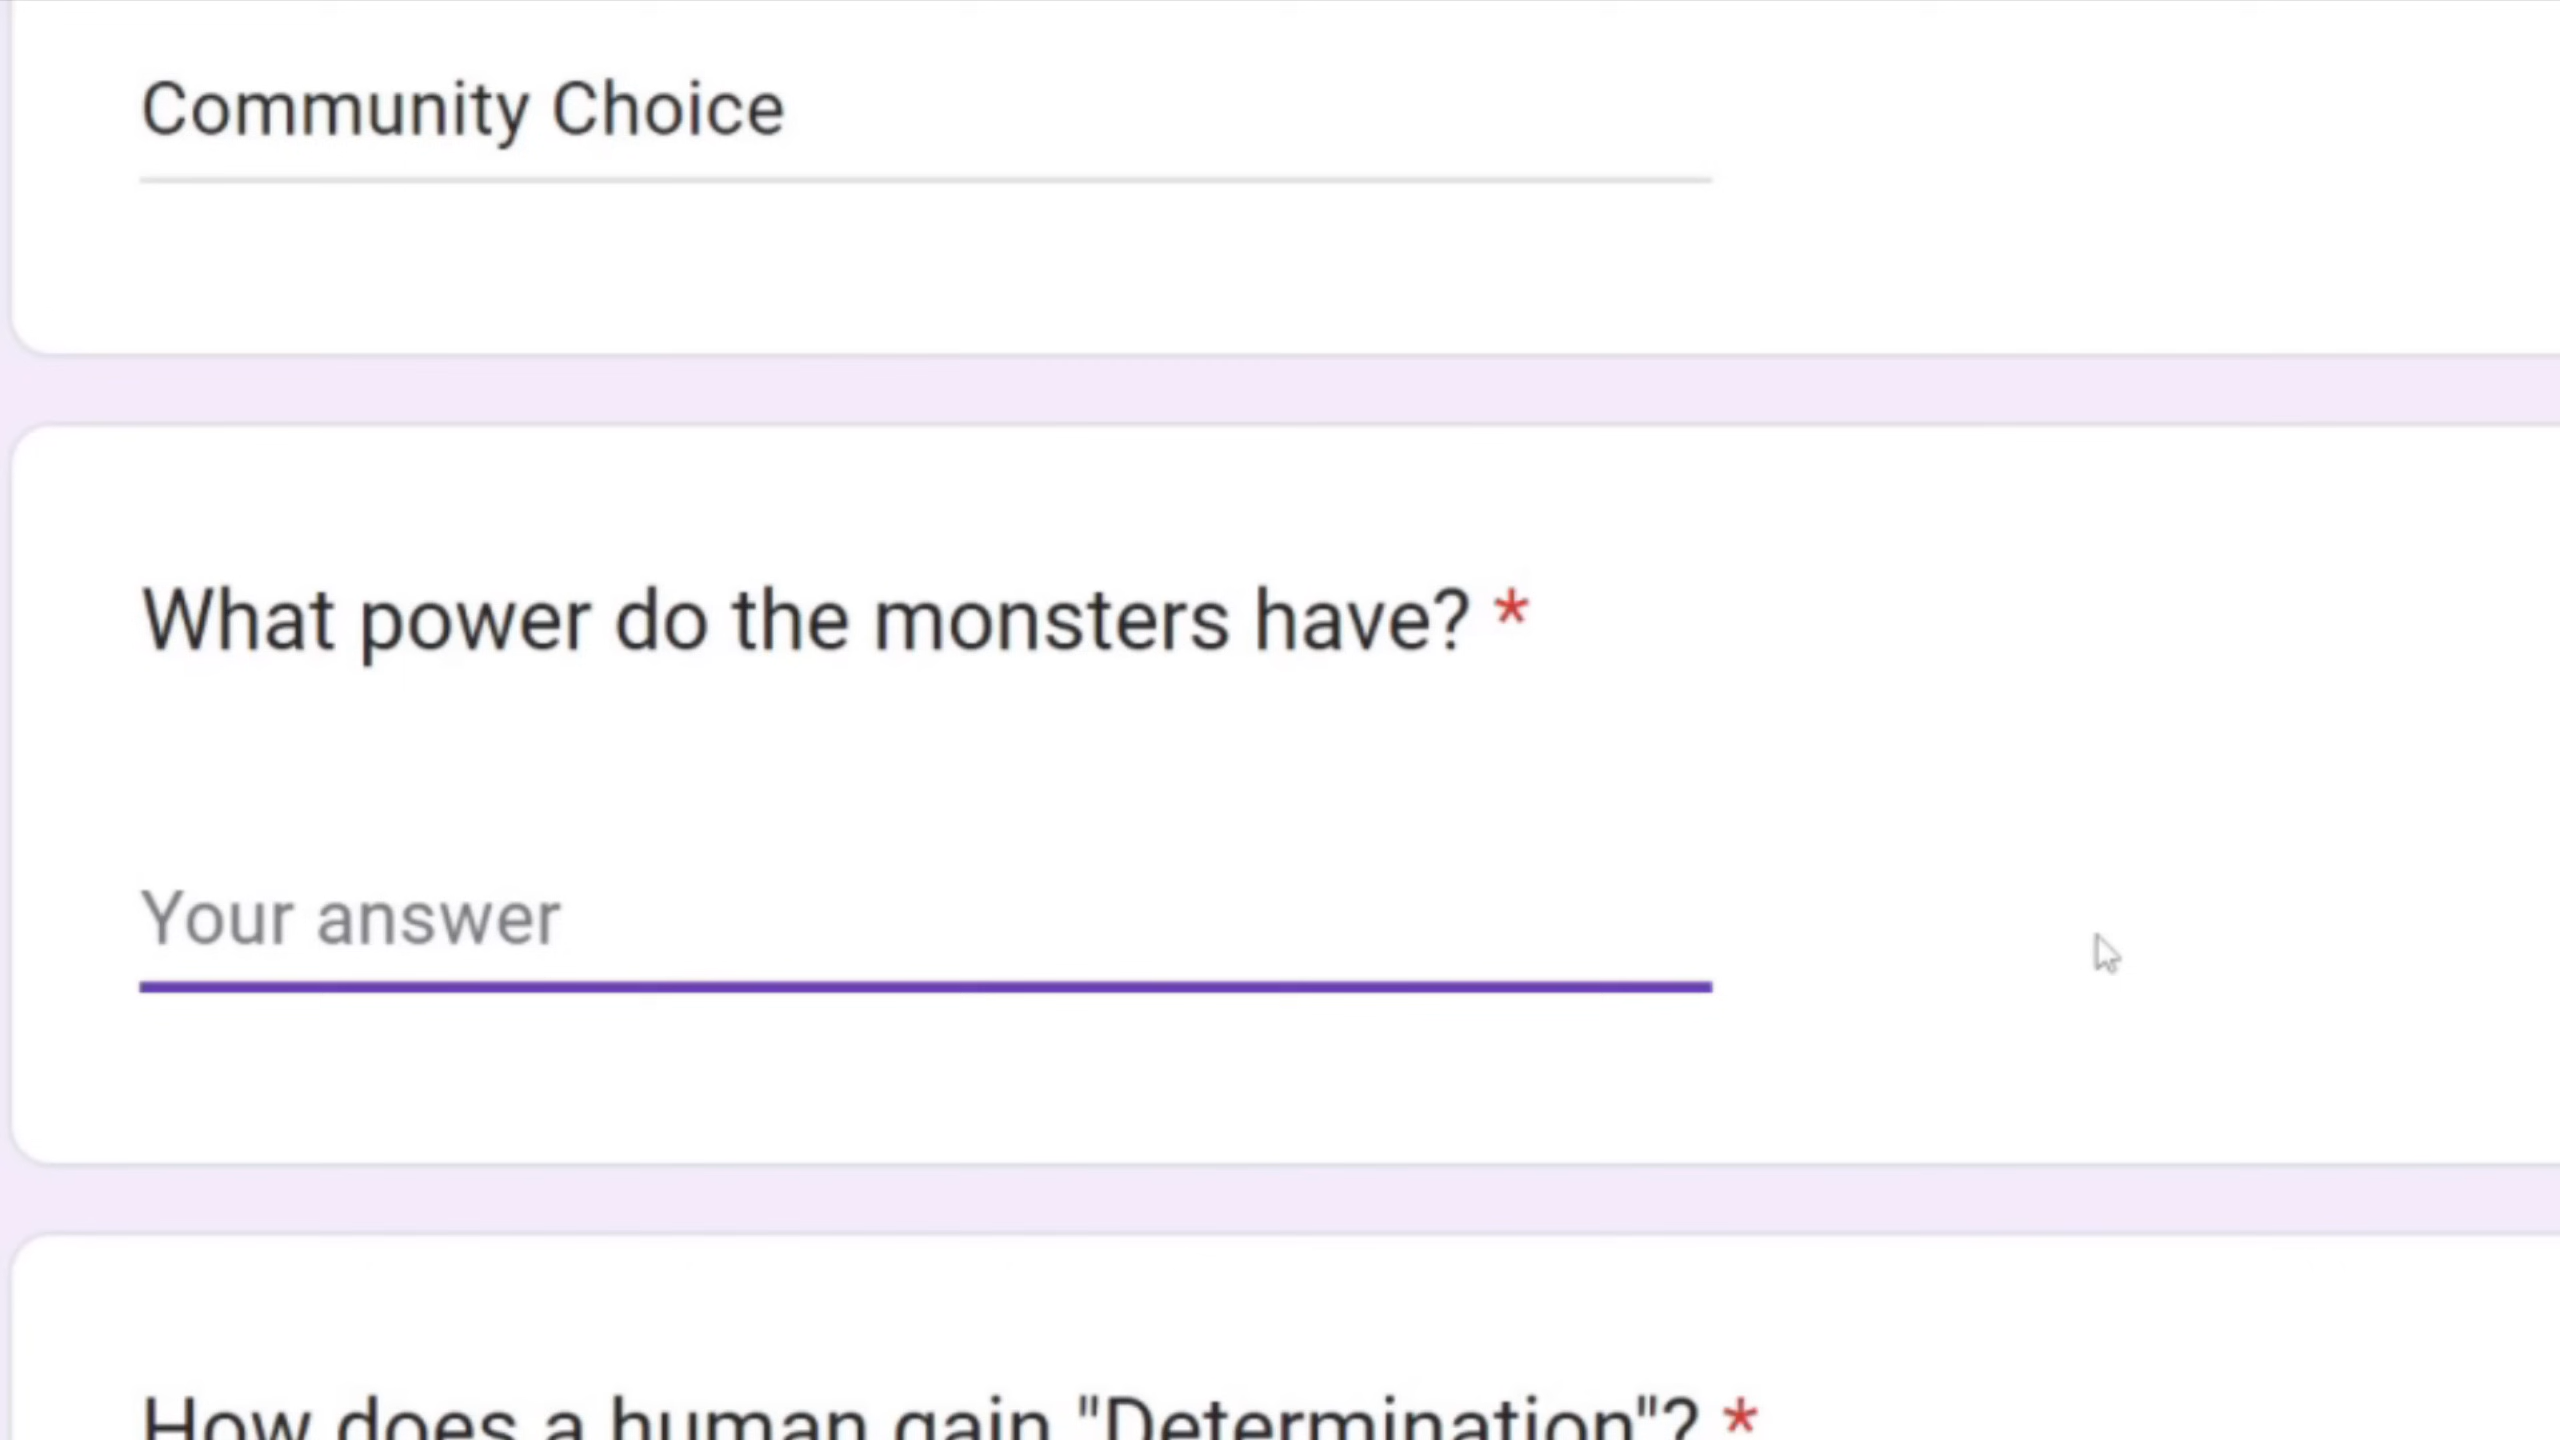 Community Choice
What power do the monsters have? *
Your answer
How does a human gain "Determination"? *